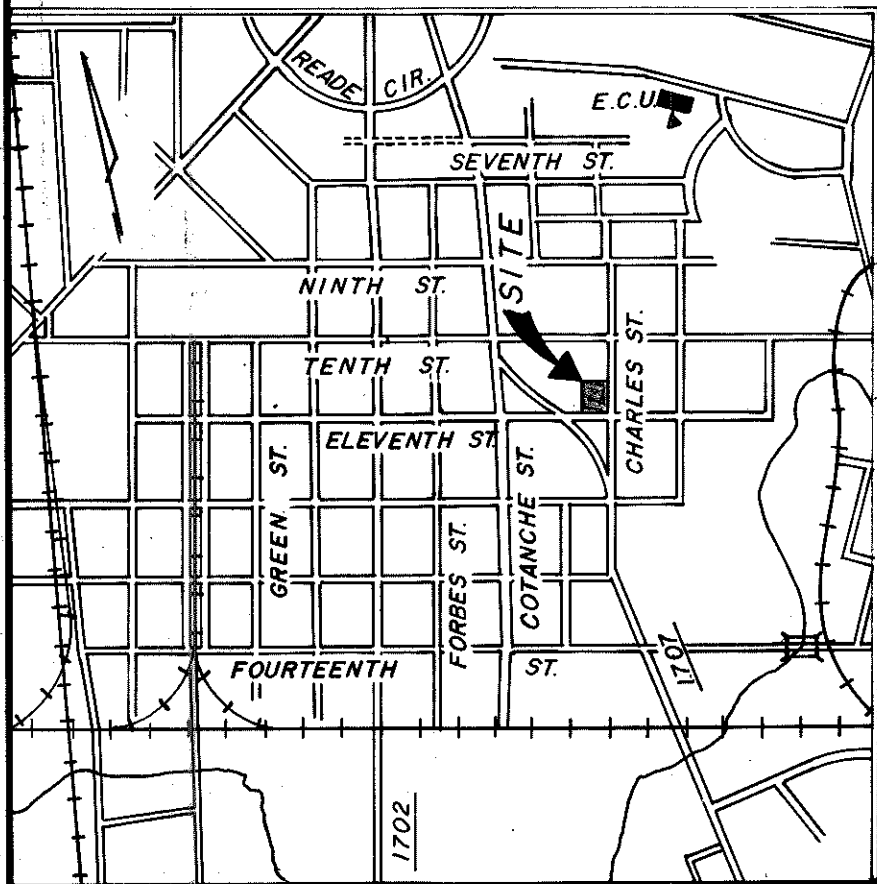 READE CIR.
E.C.U.
SEVENTH ST.
SITE
NINTH ST.
TENTH ST.
CHARLES ST.
ELEVENTH ST.
GREEN ST.
FORBES ST.
COTANCHE ST.
FOURTEENTH ST.
1707
1702